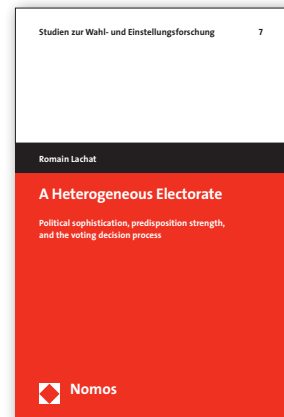 Studien zur Wahl- und Einstellungsforschung 7
Romain Lachat
A Heterogeneous Electorate
Political sophistication, predisposition strength,
and the voting decision process
Nomos